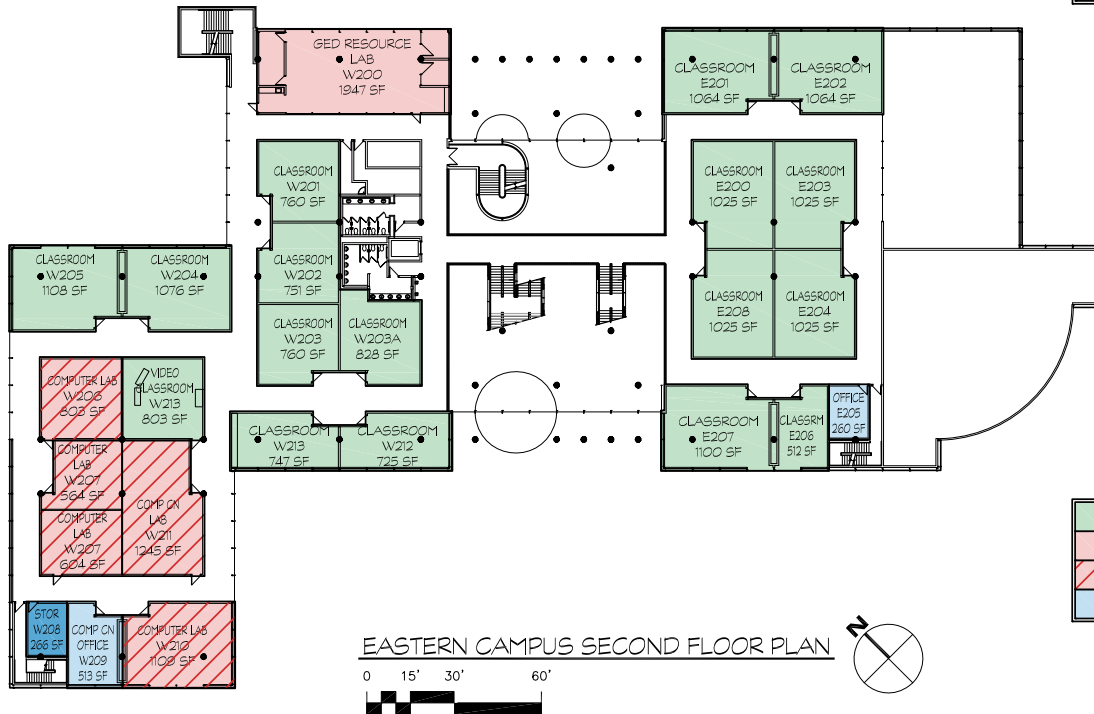 GED RESOURCE
LAB
W200
1947 SF
CLASSROOM
E201
1064 SF
CLASSROOM
E202
1064 SF
CLASSROOM
W201
760 SF
CLASSROOM
E200
1025 SF
CLASSROOM
E203
1025 SF
CLASSROOM
W205
1108 SF
CLASSROOM
W204
1076 SF
CLASSROOM
W202
751 SF
CLASSROOM
W203
760 SF
CLASSROOM
W203A
828 SF
CLASSROOM
E208
1025 SF
CLASSROOM
E204
1025 SF
COMPUTER LAB
W206
803 SF
VIDEO
CLASSROOM
W213
803 SF
CLASSROOM
W213
747 SF
CLASSROOM
W212
725 SF
CLASSROOM
E207
1100 SF
CLASSRM
E206
512 SF
OFFICE
E205
260 SF
COMPUTER
LAB
W207
564 SF
COMPUTER
LAB
W207
604 SF
COMP CN
LAB
W211
1245 SF
STOR
W208
266 SF
COMP CN
OFFICE
W209
513 SF
COMPUTER LAB
W210
1109 SF
EASTERN CAMPUS SECOND FLOOR PLAN
N
0 15' 30' 60'